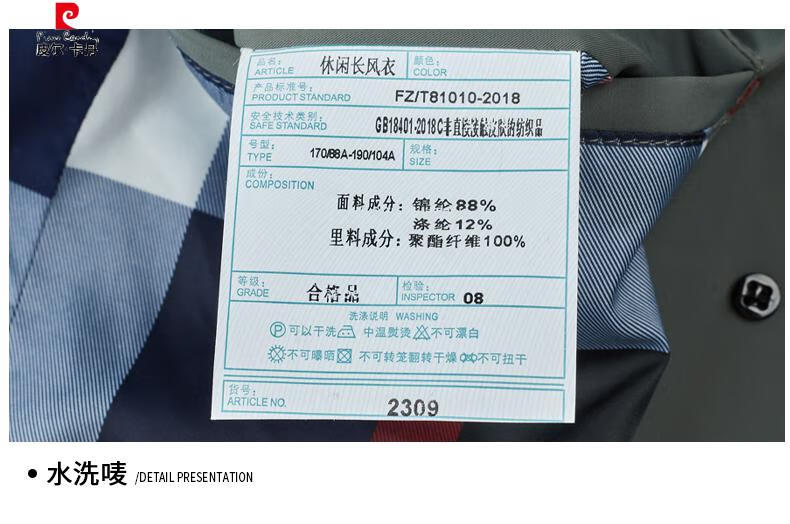 Pierre Cardin
皮尔·卡丹
品名: 休闲长风衣 颜色:
ARTICLE COLOR
产品标准号:
PRODUCT STANDARD FZ/T81010-2018
安全技术类别:
SAFE STANDARD GB18401-2018C非直接接触皮肤的纺织品
号型: 170/88A-190/104A 规格:
TYPE SIZE
成份:
COMPOSITION
面料成分: 锦纶88%
涤纶12%
里料成分: 聚酯纤维100%
等级: 合格品 检验:
GRADE INSPECTOR 08
洗涤说明 WASHING
P可以干洗 中温熨烫 不可漂白
不可曝晒 不可转笼翻转干燥 不可扭干
货号:
ARTICLE NO. 2309
• 水洗唛 /DETAIL PRESENTATION